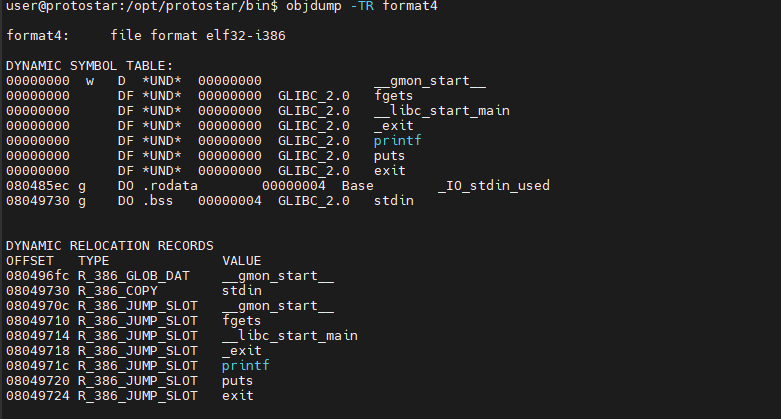 user@protostar:/opt/protostar/bin$ objdump -TR format4
format4:     file format elf32-i386
DYNAMIC SYMBOL TABLE:
00000000  w   D  *UND*  00000000              __gmon_start__
00000000      DF *UND*  00000000  GLIBC_2.0   fgets
00000000      DF *UND*  00000000  GLIBC_2.0   __libc_start_main
00000000      DF *UND*  00000000  GLIBC_2.0   _exit
00000000      DF *UND*  00000000  GLIBC_2.0   printf
00000000      DF *UND*  00000000  GLIBC_2.0   puts
00000000      DF *UND*  00000000  GLIBC_2.0   exit
080485ec g    DO .rodata        00000004  Base        _IO_stdin_used
08049730 g    DO .bss   00000004  GLIBC_2.0   stdin
DYNAMIC RELOCATION RECORDS
OFFSET   TYPE              VALUE
080496fc R_386_GLOB_DAT    __gmon_start__
08049730 R_386_COPY        stdin
0804970c R_386_JUMP_SLOT   __gmon_start__
08049710 R_386_JUMP_SLOT   fgets
08049714 R_386_JUMP_SLOT   __libc_start_main
08049718 R_386_JUMP_SLOT   _exit
0804971c R_386_JUMP_SLOT   printf
08049720 R_386_JUMP_SLOT   puts
08049724 R_386_JUMP_SLOT   exit